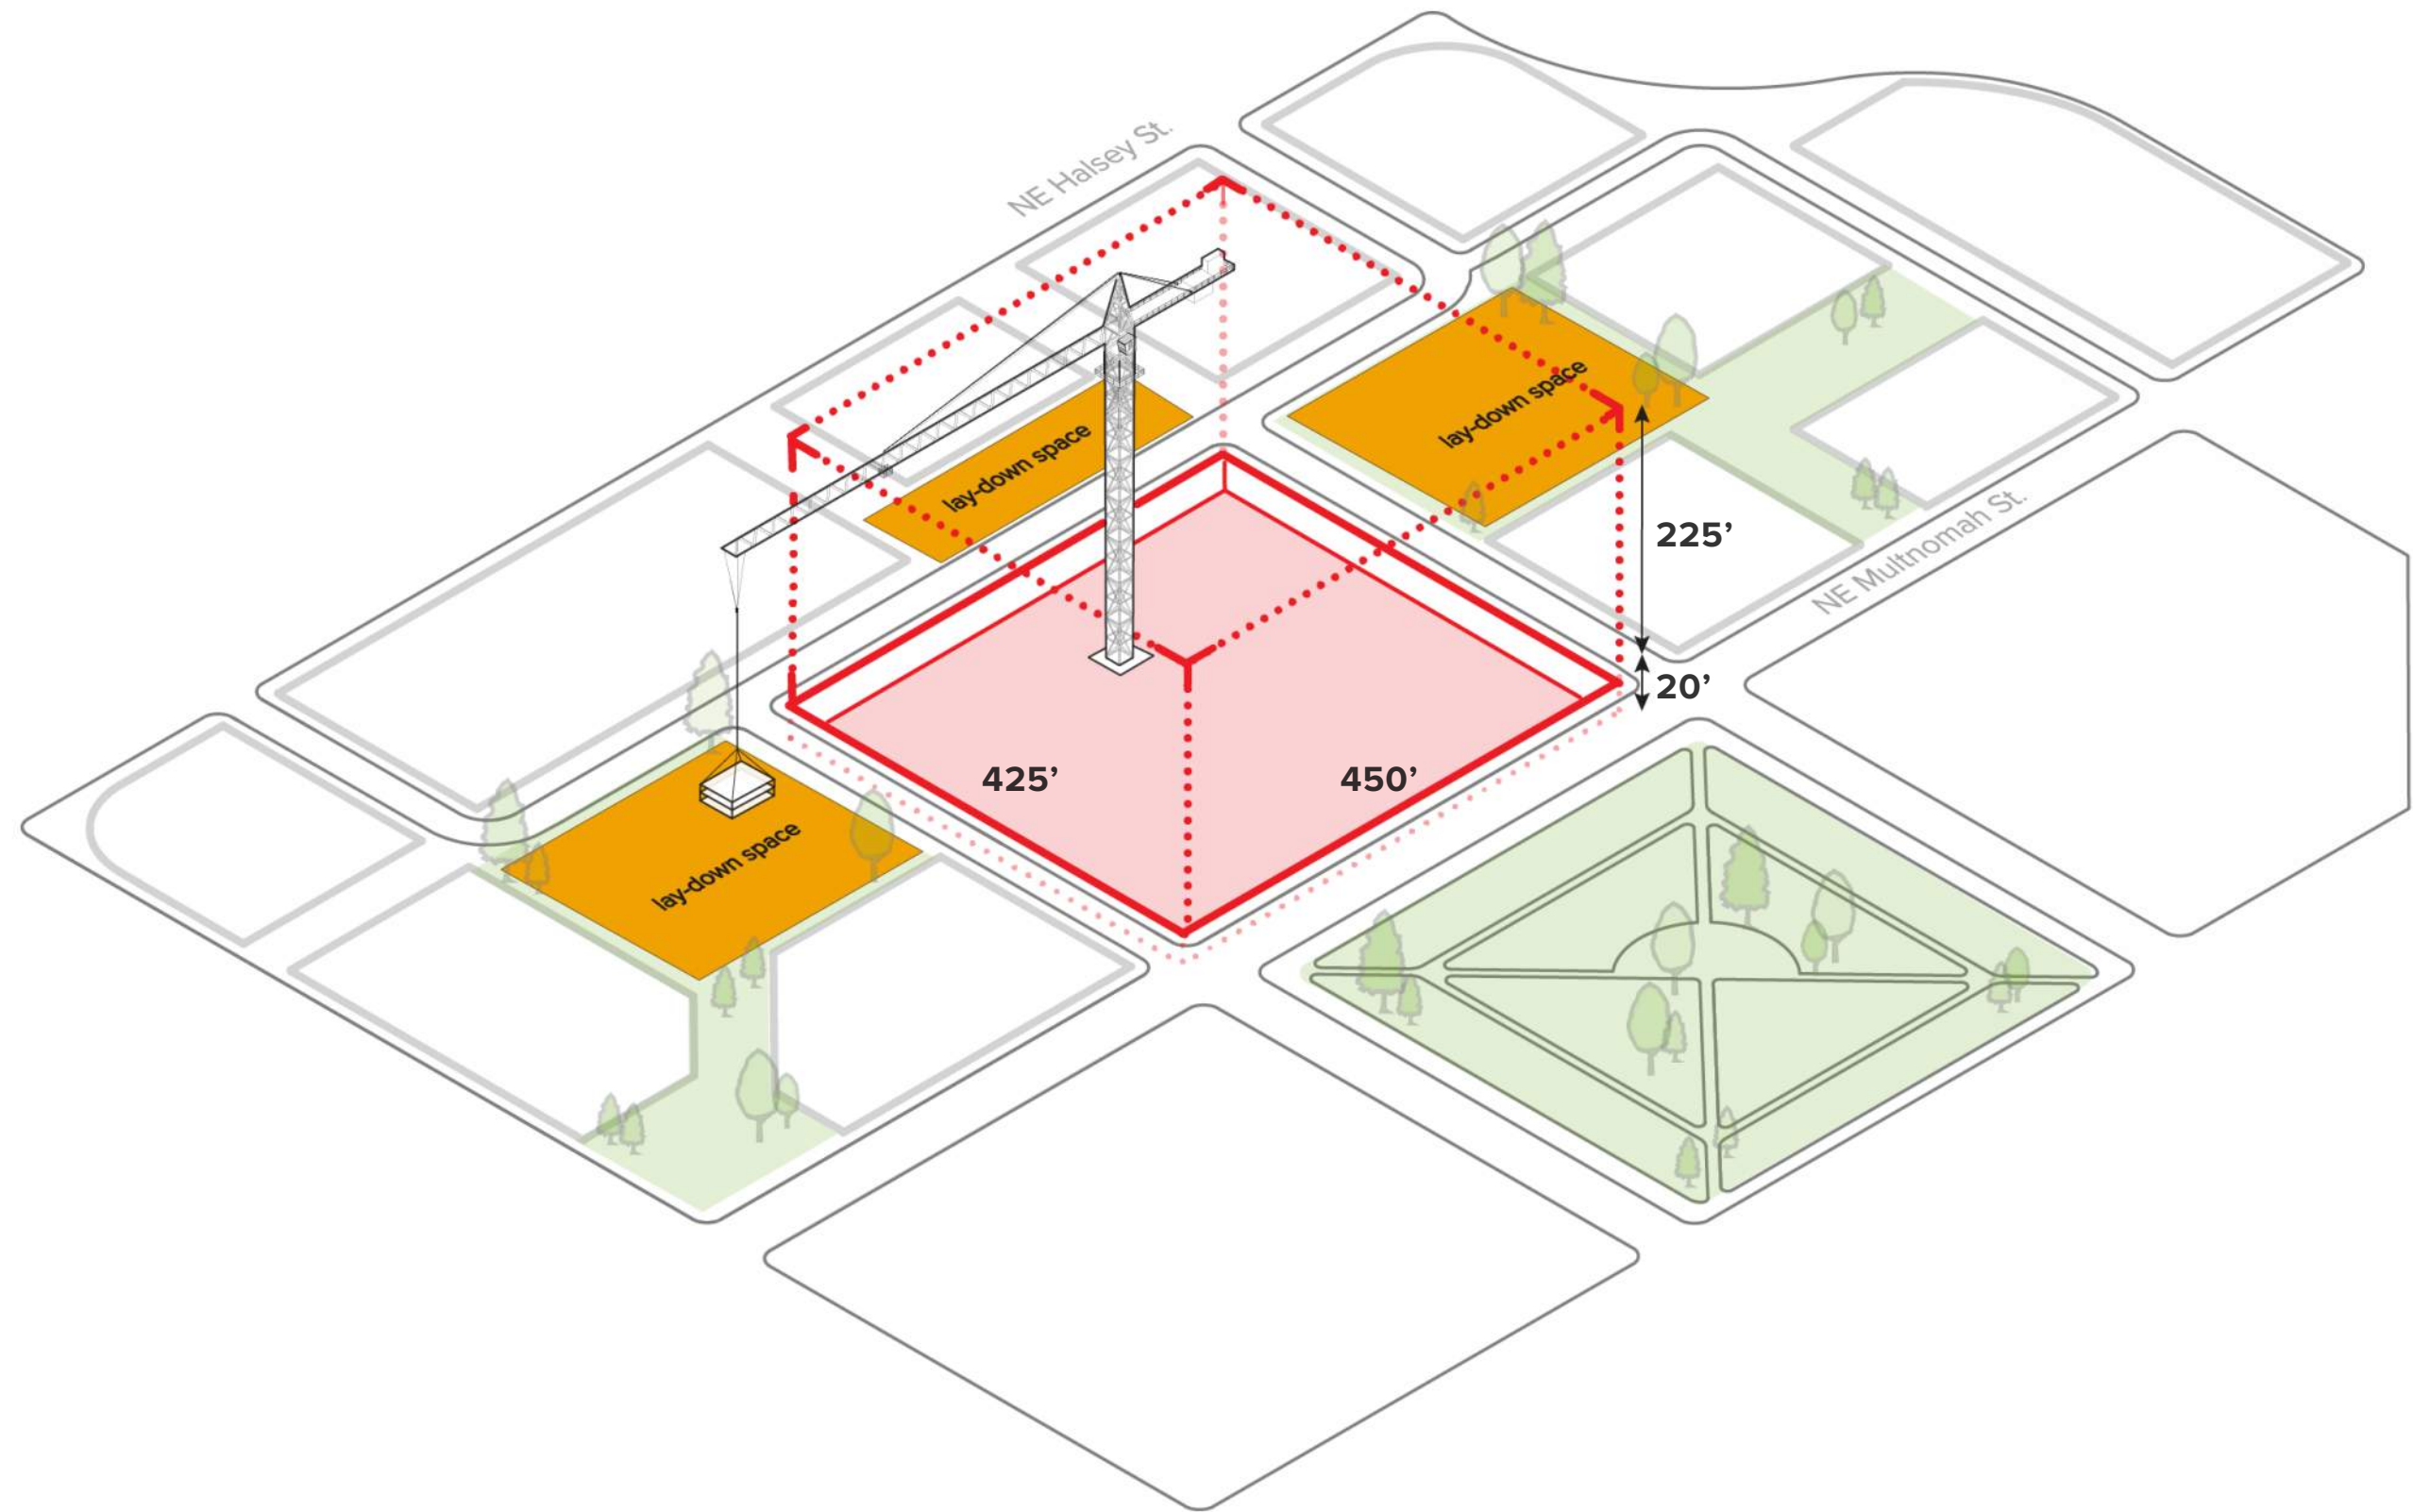 NE Halsey St.
lay-down space
lay-down space
225’
NE Multnomah St.
20’
425’
450’
lay-down space